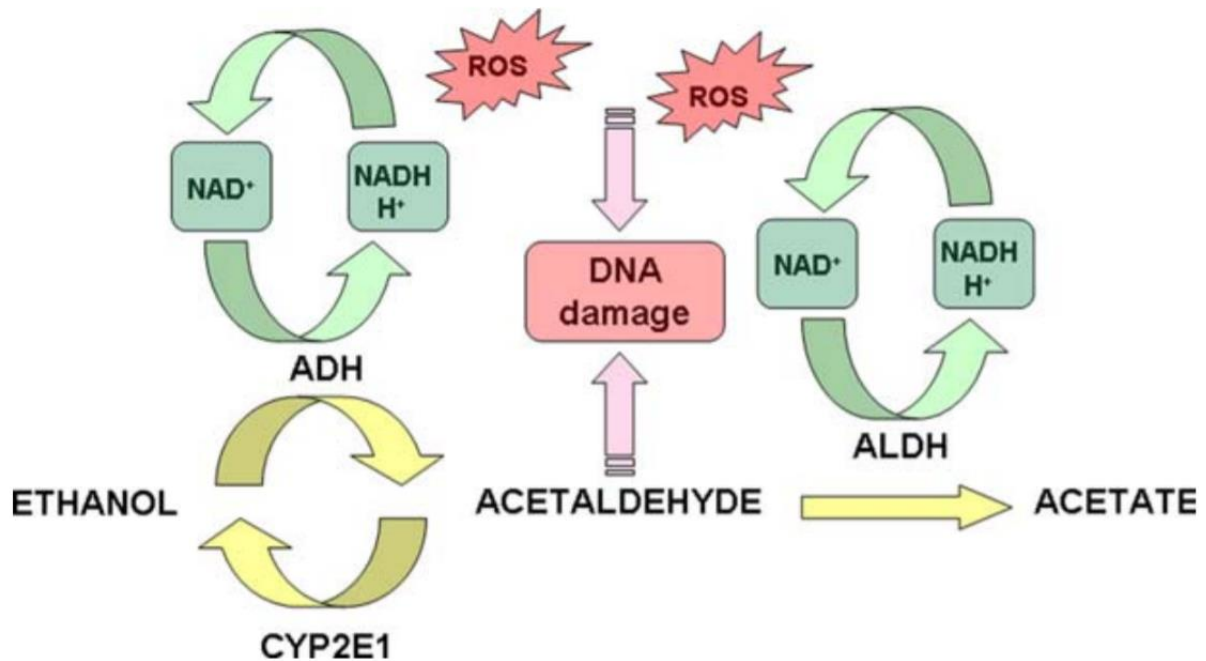 ROS
ROS
NAD⁺
NADH
H⁺
DNA
damage
NAD⁺
NADH
H⁺
ADH
ALDH
ETHANOL
ACETALDEHYDE
ACETATE
CYP2E1